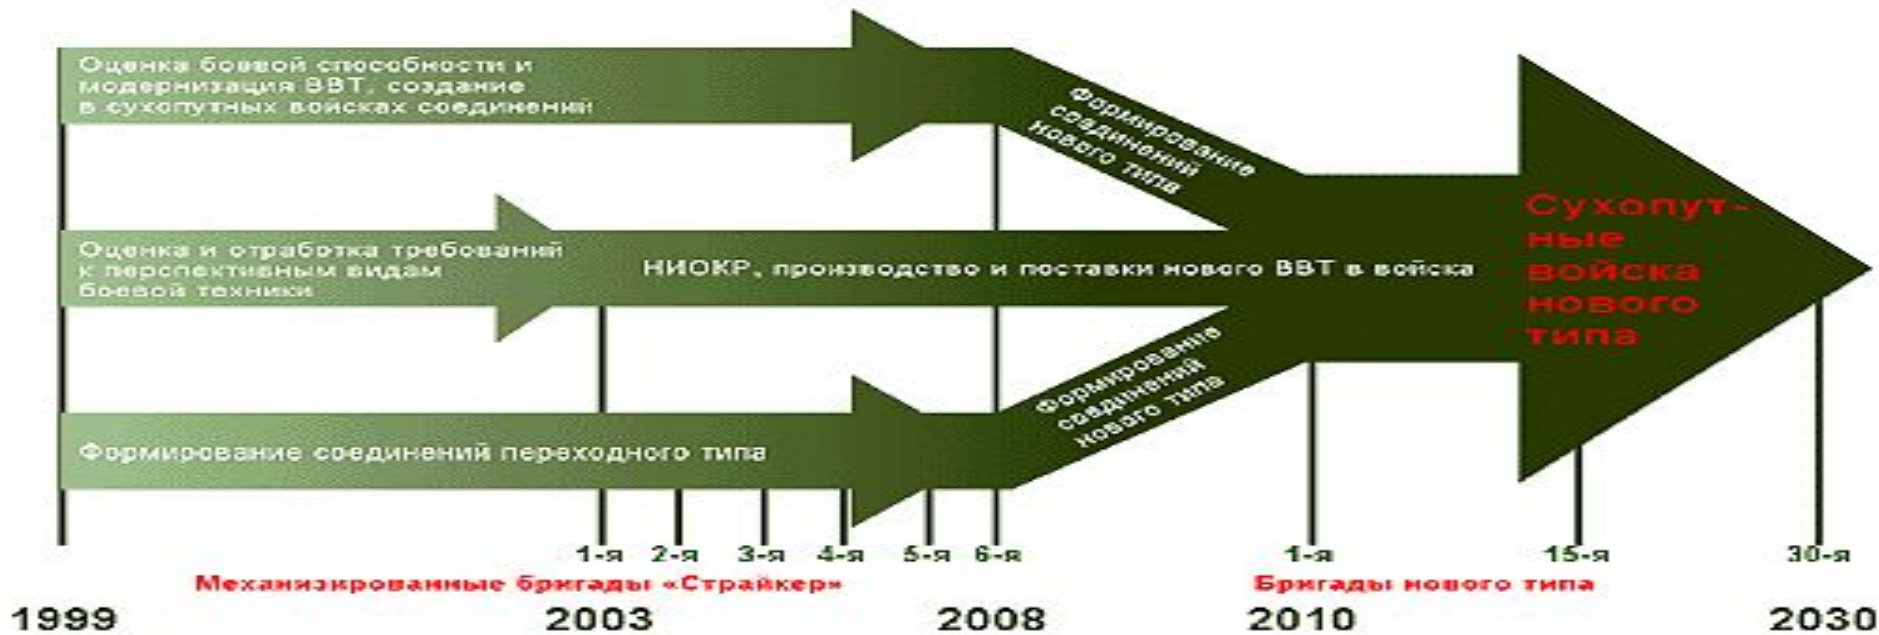 Оценка боевой способности и
модернизация ВВТ, создание
в сухопутных войсках соединений
Формирование
соединений
нового типа
Оценка и отработка требований
к перспективным видам
боевой техники
НИОКР, производство и поставки нового ВВТ в войска
Сухопут-
ные
войска
нового
типа
Формирование
соединений
нового типа
Формирование соединений переходного типа
1-я 2-я 3-я 4-я 5-я 6-я 1-я 15-я 30-я
Механизированные бригады «Страйкер» Бригады нового типа
1999 2003 2008 2010 2030